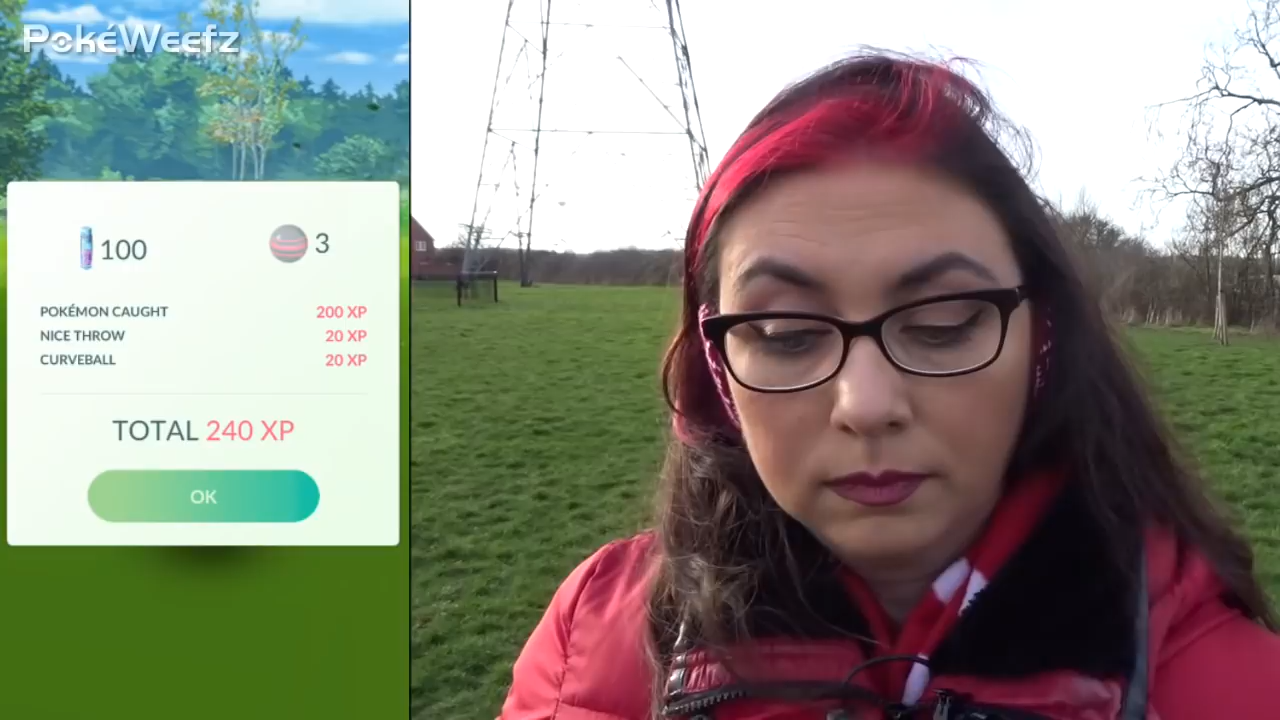 PokéWeefz
100 3
POKÉMON CAUGHT 200 XP
NICE THROW 20 XP
CURVEBALL 20 XP
TOTAL 240 XP
OK